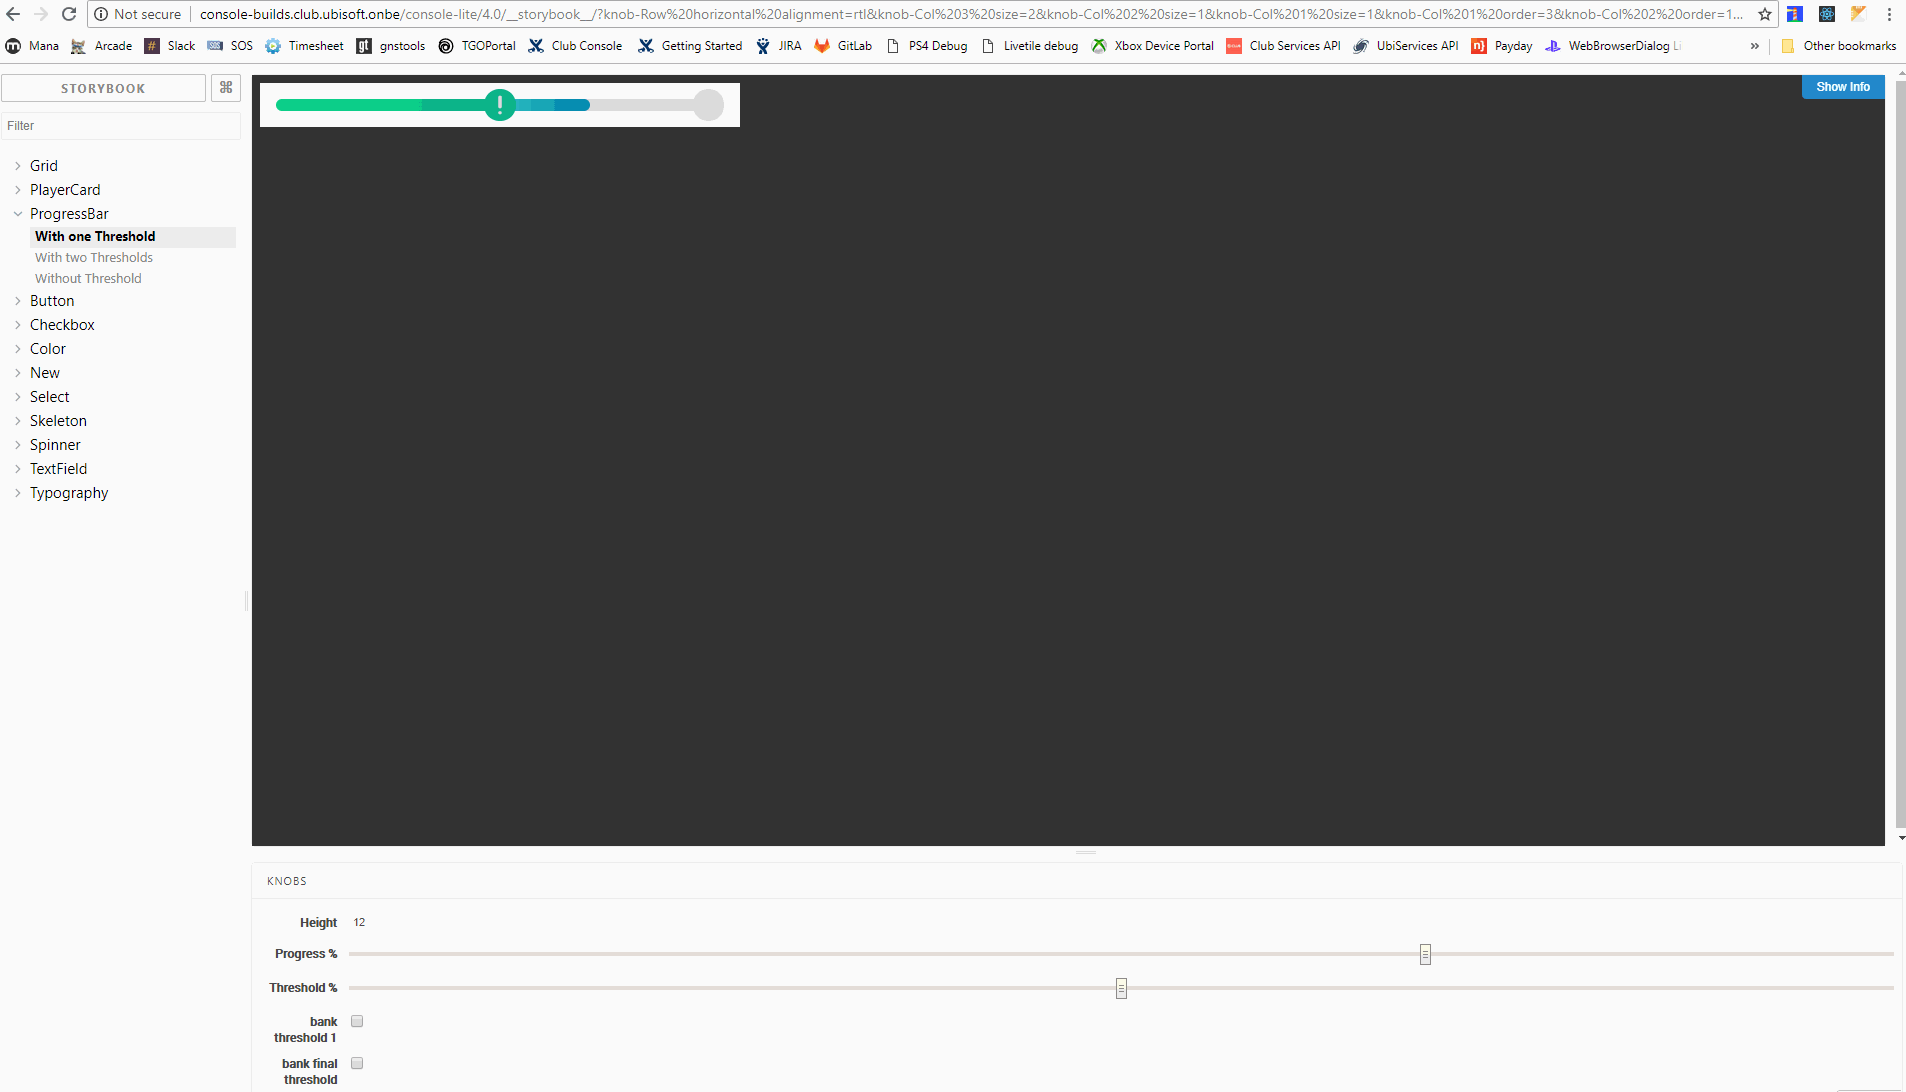 Not secure console-builds.club.ubisoft.onbe/console-lite/4.0/__storybook__/?knob-Row%20horizontal%20alignment=rtl&knob-Col%203%20size=2&knob-Col%202%20size=1&knob-Col%201%20size=1&knob-Col%201%20order=3&knob-Col%202%20order=1...
Mana Arcade Slack SOS Timesheet gt gnstools TGOPortal Club Console Getting Started JIRA GitLab PS4 Debug Livetile debug Xbox Device Portal Club Services API UbiServices API n} Payday WebBrowserDialog Li » Other bookmarks
STORYBOOK ⌘
Show Info
Filter
Grid
PlayerCard
ProgressBar
With one Threshold
With two Thresholds
Without Threshold
Button
Checkbox
Color
New
Select
Skeleton
Spinner
TextField
Typography
KNOBS
Height 12
Progress %
Threshold %
bank
threshold 1
bank final
threshold